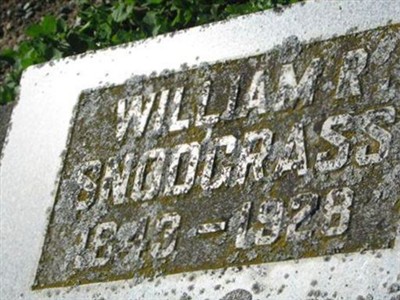 WILLIAM R.
SNODGRASS
1843 - 1928